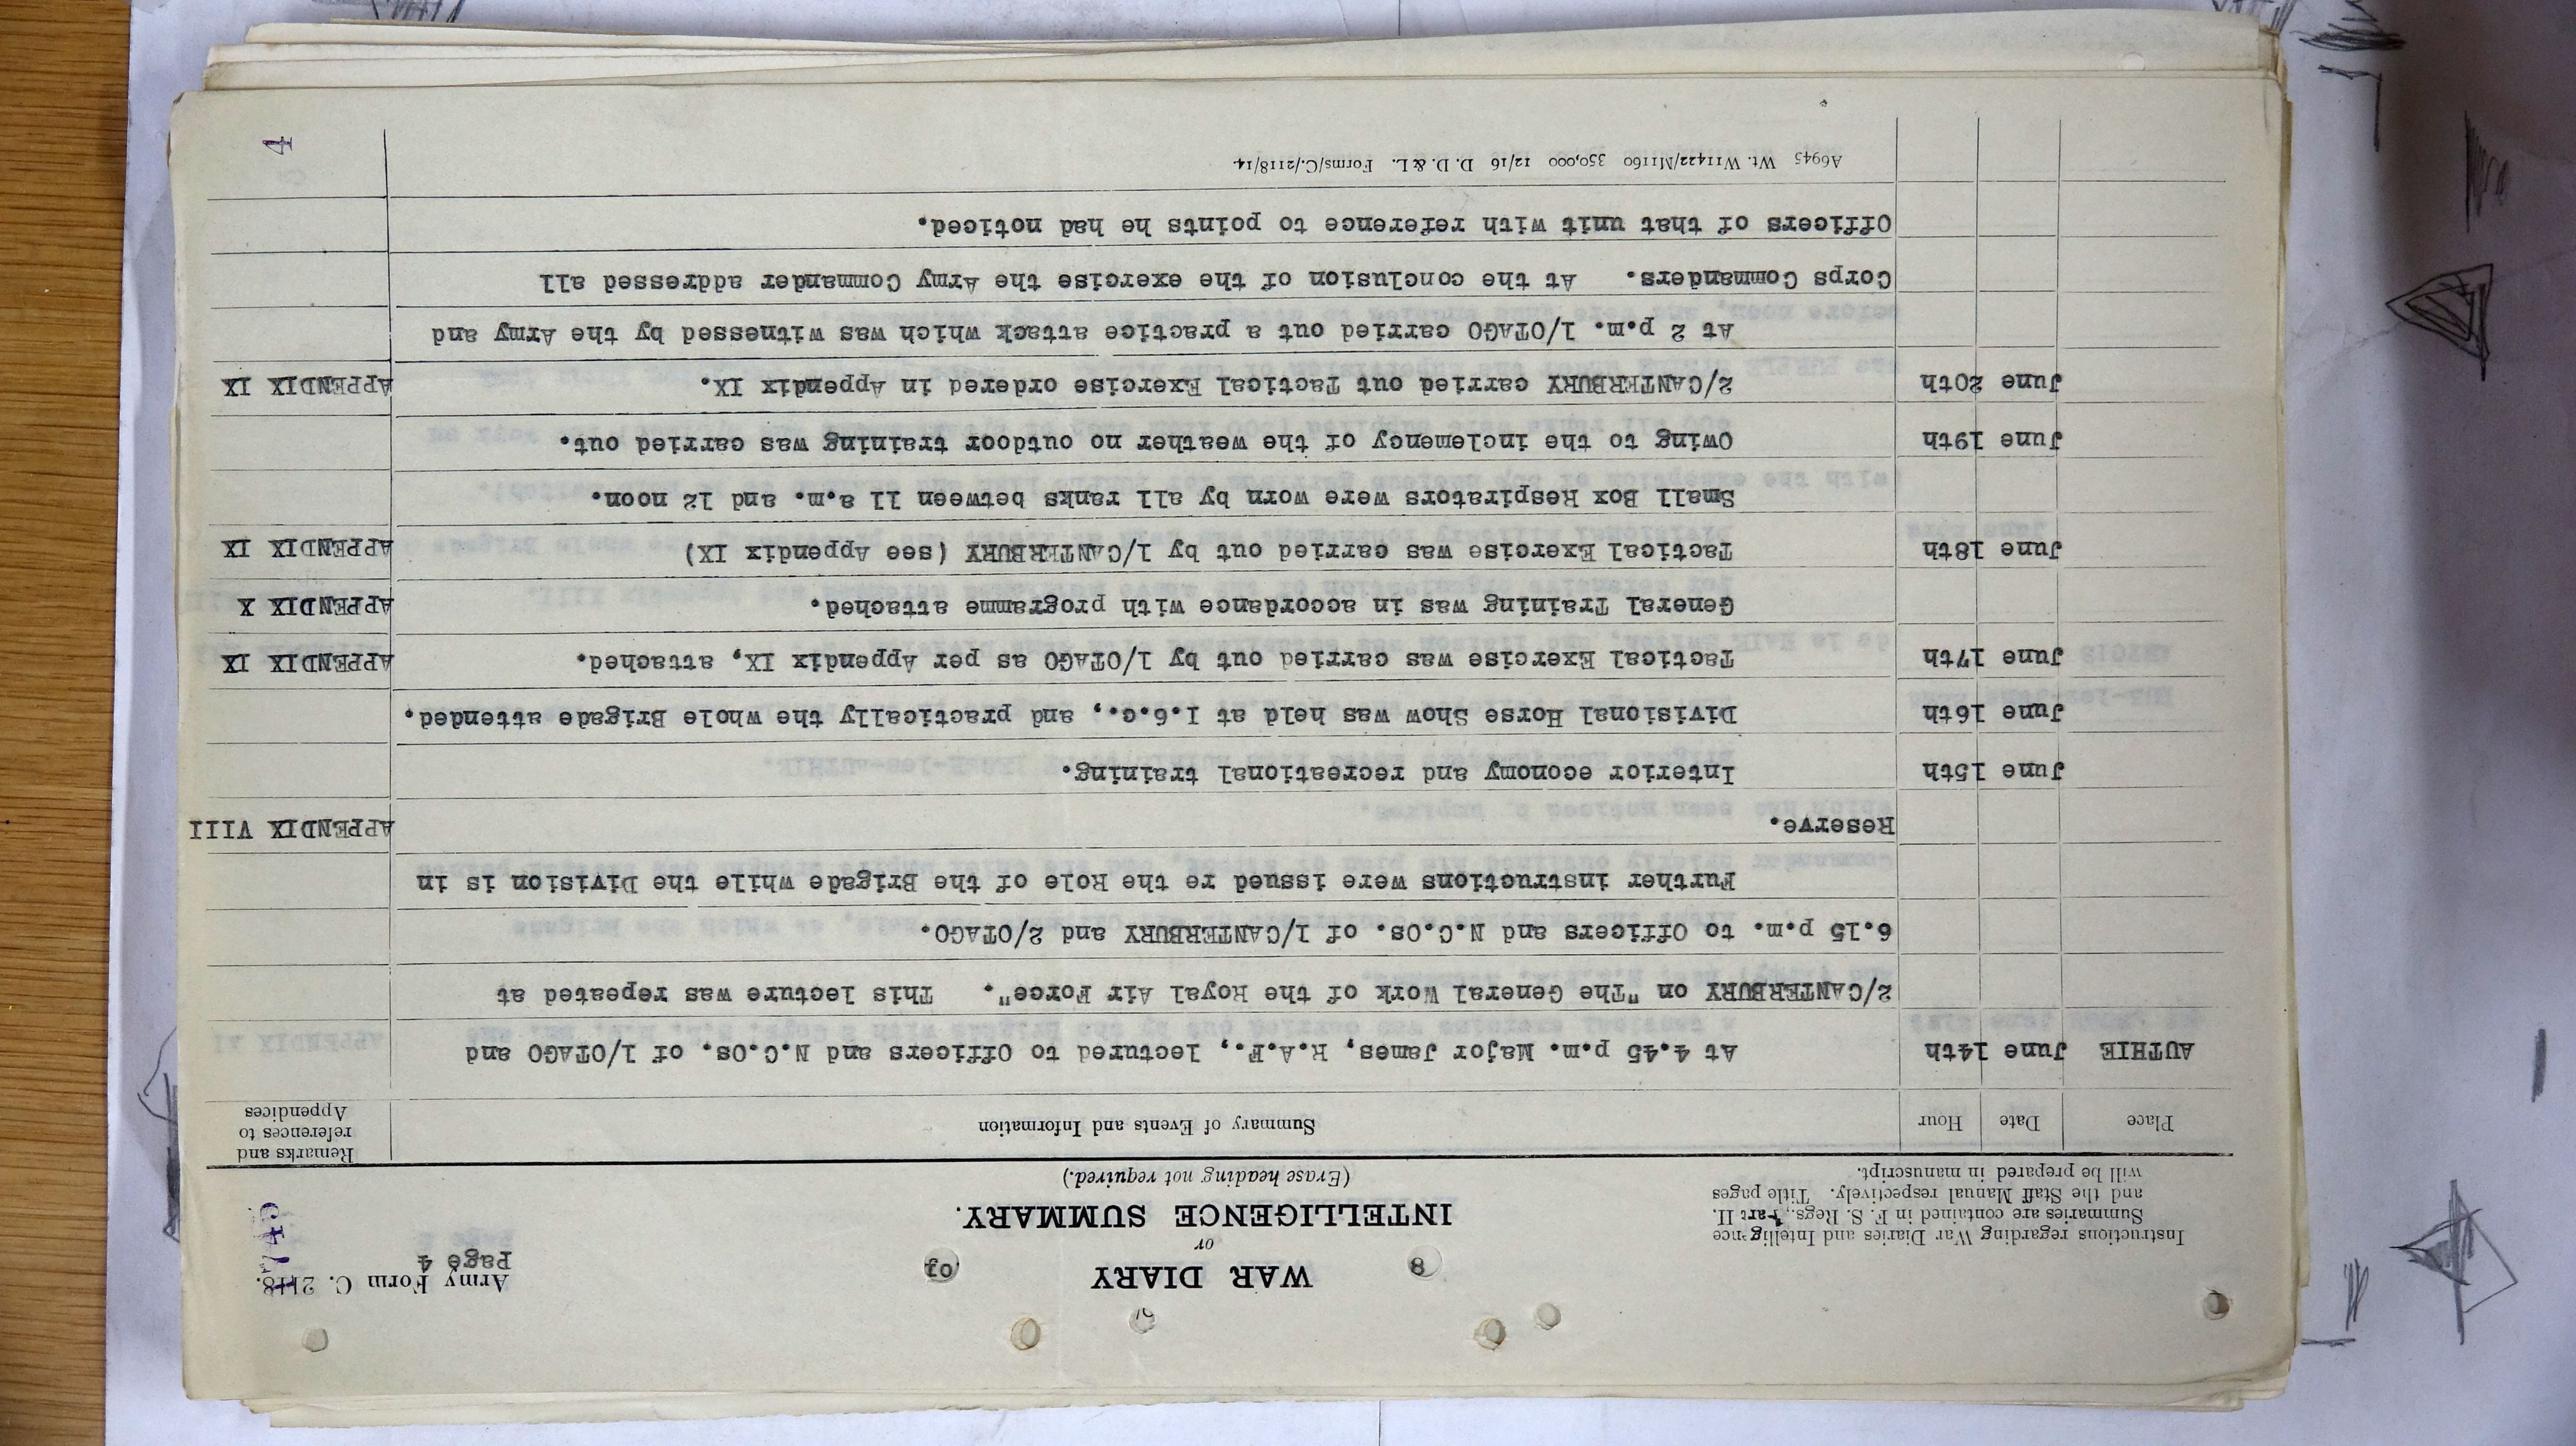 Army Form C. 2118.
Page 4
WAR DIARY
or
INTELLIGENCE SUMMARY.
(Erase heading not required.)
Instructions regarding War Diaries and Intelligence
Summaries are contained in F. S. Regs., Part II.
and the Staff Manual respectively. Title pages
will be prepared in manuscript.
Place Date Hour Summary of Events and Information Remarks and
references to
Appendices
AUTHIE June 14th At 4.45 p.m. Major James, R.A.F., lectured to Officers and N.C.Os. of 1/OTAGO and
2/CANTERBURY on "The General Work of the Royal Air Force". This lecture was repeated at
6.15 p.m. to Officers and N.C.Os. of 1/CANTERBURY and 2/OTAGO.
Further instructions were issued re the Role of the Brigade while the Division is in
Reserve. APPENDIX VIII
June 15th Interior economy and recreational training.
June 16th Divisional Horse Show was held at I.6.c., and practically the whole Brigade attended.
June 17th Tactical Exercise was carried out by 1/OTAGO as per Appendix IX, attached. APPENDIX IX
General Training was in accordance with programme attached. APPENDIX X
June 18th Tactical Exercise was carried out by 1/CANTERBURY (see Appendix IX) APPENDIX IX
Small Box Respirators were worn by all ranks between 11 a.m. and 12 noon.
June 19th Owing to the inclemency of the weather no outdoor training was carried out.
June 20th 2/CANTERBURY carried out Tactical Exercise ordered in Appendix IX. APPENDIX IX
At 2 p.m. 1/OTAGO carried out a practice attack which was witnessed by the Army and
Corps Commanders. At the conclusion of the exercise the Army Commander addressed all
Officers of that unit with reference to points he had noticed.
A6945 Wt. W11422/M1160 350,000 12/16 D. D. & L. Forms/C./2118/14.
4